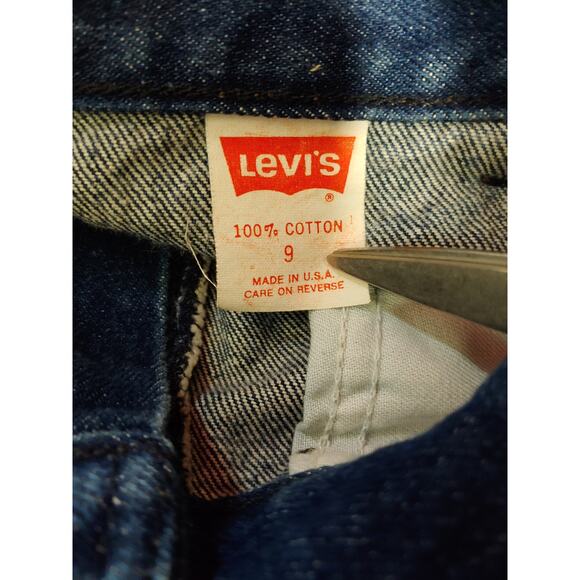 Levi's
®
100% COTTON
9
MADE IN U.S.A.
CARE ON REVERSE